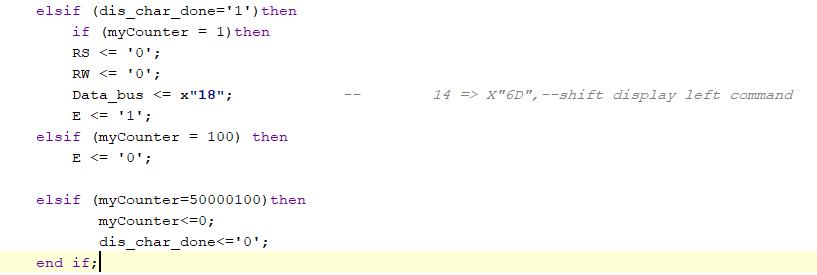 elsif (dis_char_done='1')then
if (myCounter = 1)then
RS <= '0';
RW <= '0';
Data_bus <= x"18"; -- 14 => X"6D",--shift display left command
E <= '1';
elsif (myCounter = 100) then
E <= '0';
elsif (myCounter=50000100)then
myCounter<=0;
dis_char_done<='0';
end if;